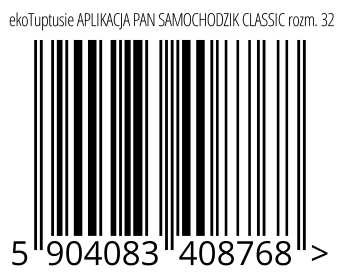 ekoTuptusie APLIKACJA PAN SAMOCHODZIK CLASSIC rozm. 32
5 904083 408768 >